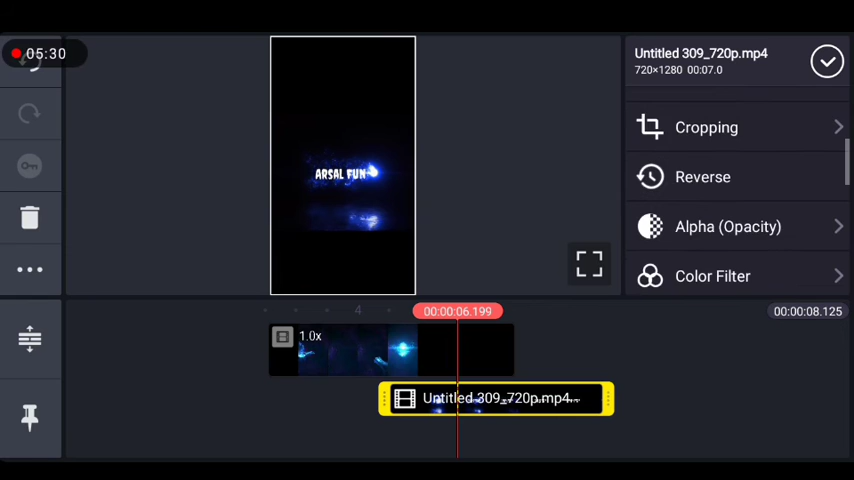 05:30
Untitled 309_720p.mp4
720×1280 00:07.0
Cropping
ARSAL FUN
Reverse
Alpha (Opacity)
Color Filter
4
00:00:06.199
00:00:08.125
1.0x
Untitled 309_720p.mp4